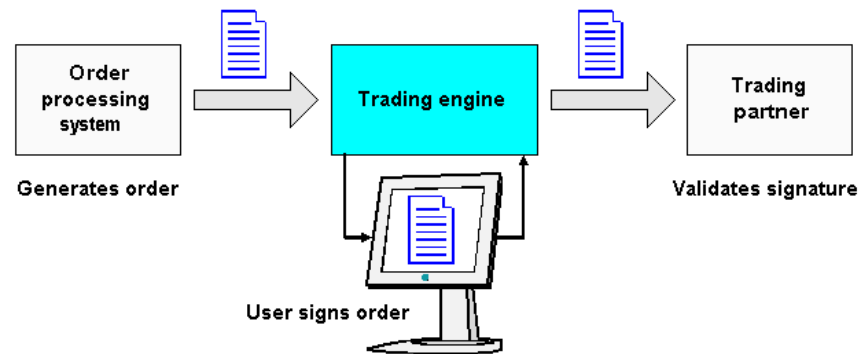 Order
processing
system
Trading engine
Trading
partner
Generates order
Validates signature
User signs order